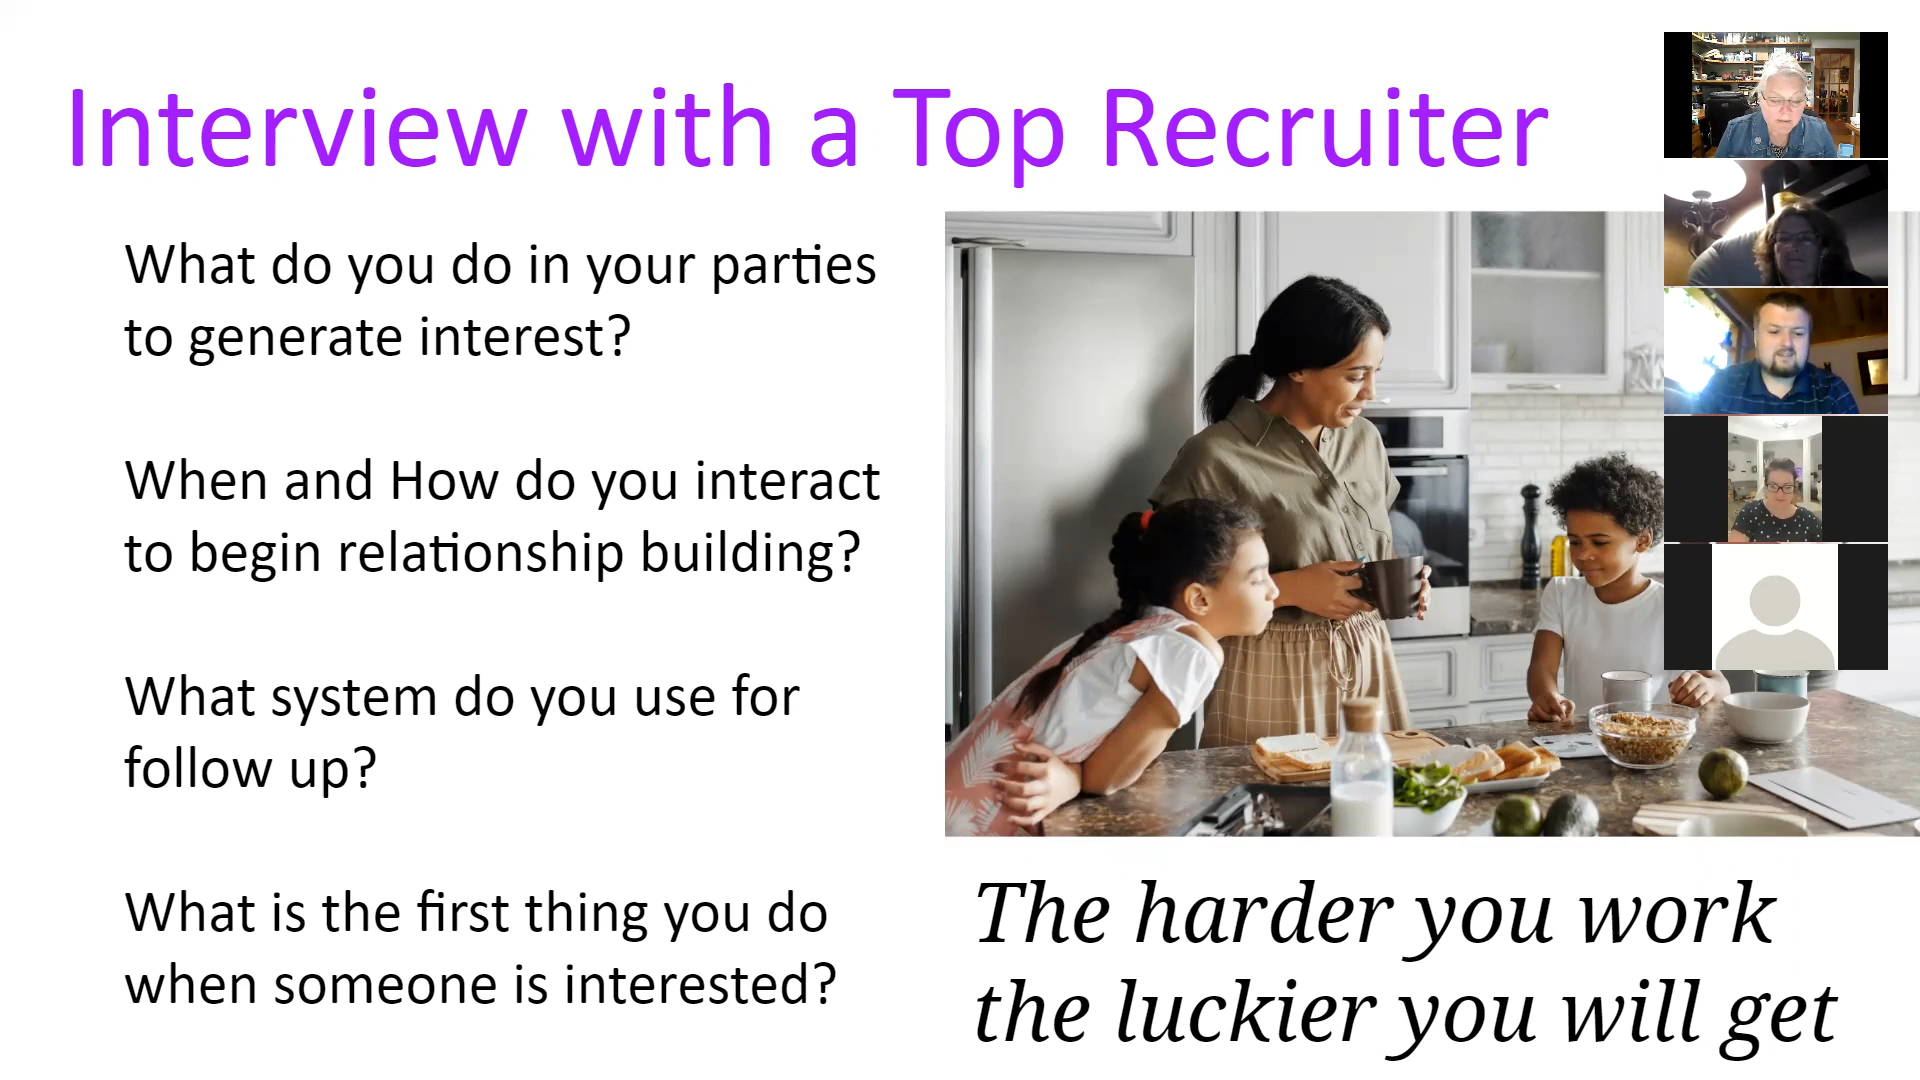 Interview with a Top Recruiter
What do you do in your parties
to generate interest?
When and How do you interact
to begin relationship building?
What system do you use for
follow up?
What is the first thing you do
when someone is interested?
The harder you work
the luckier you will get